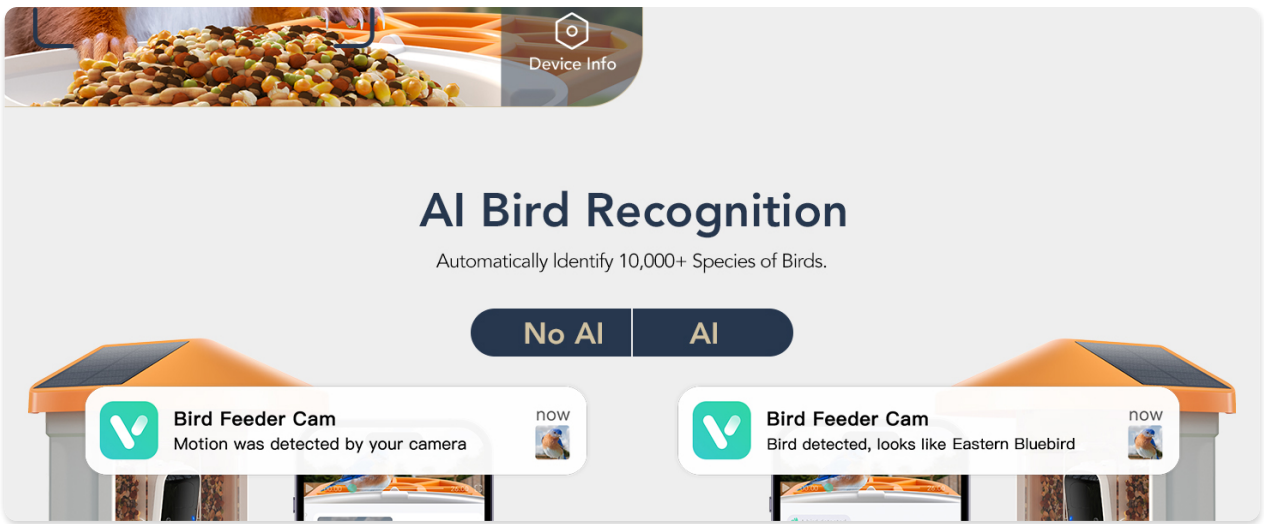 Device Info
AI Bird Recognition
Automatically Identify 10,000+ Species of Birds.
No AI
AI
Bird Feeder Cam
now
Motion was detected by your camera
Bird Feeder Cam
now
Bird detected, looks like Eastern Bluebird